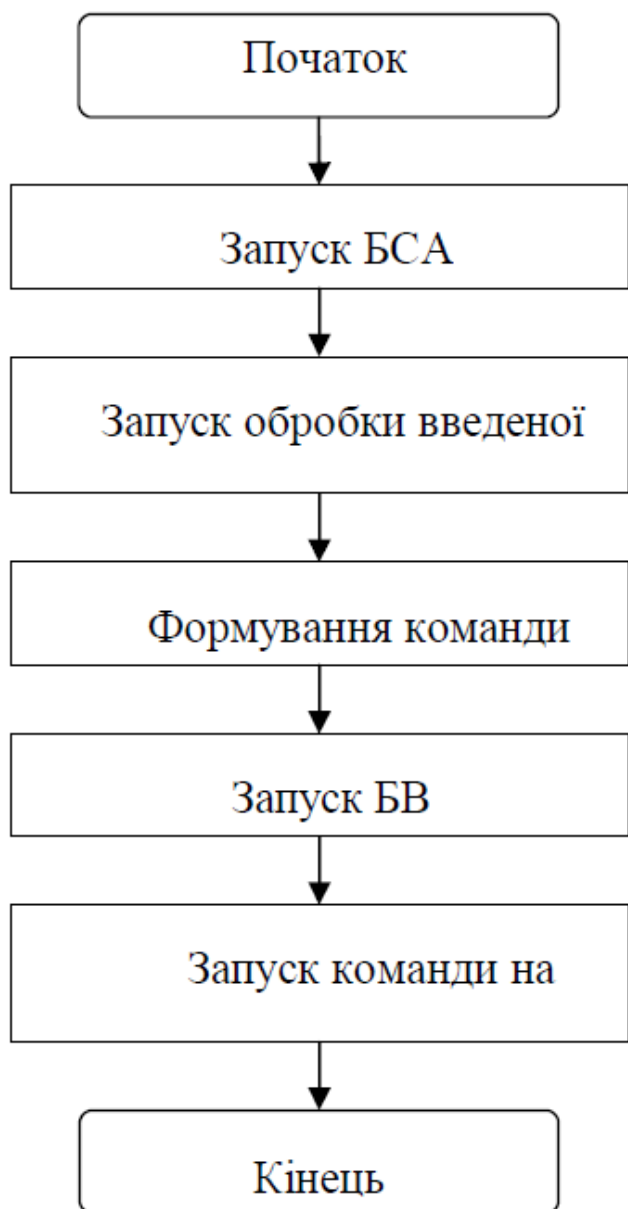 Початок
Запуск БСА
Запуск обробки введеної
Формування команди
Запуск БВ
Запуск команди на
Кінець